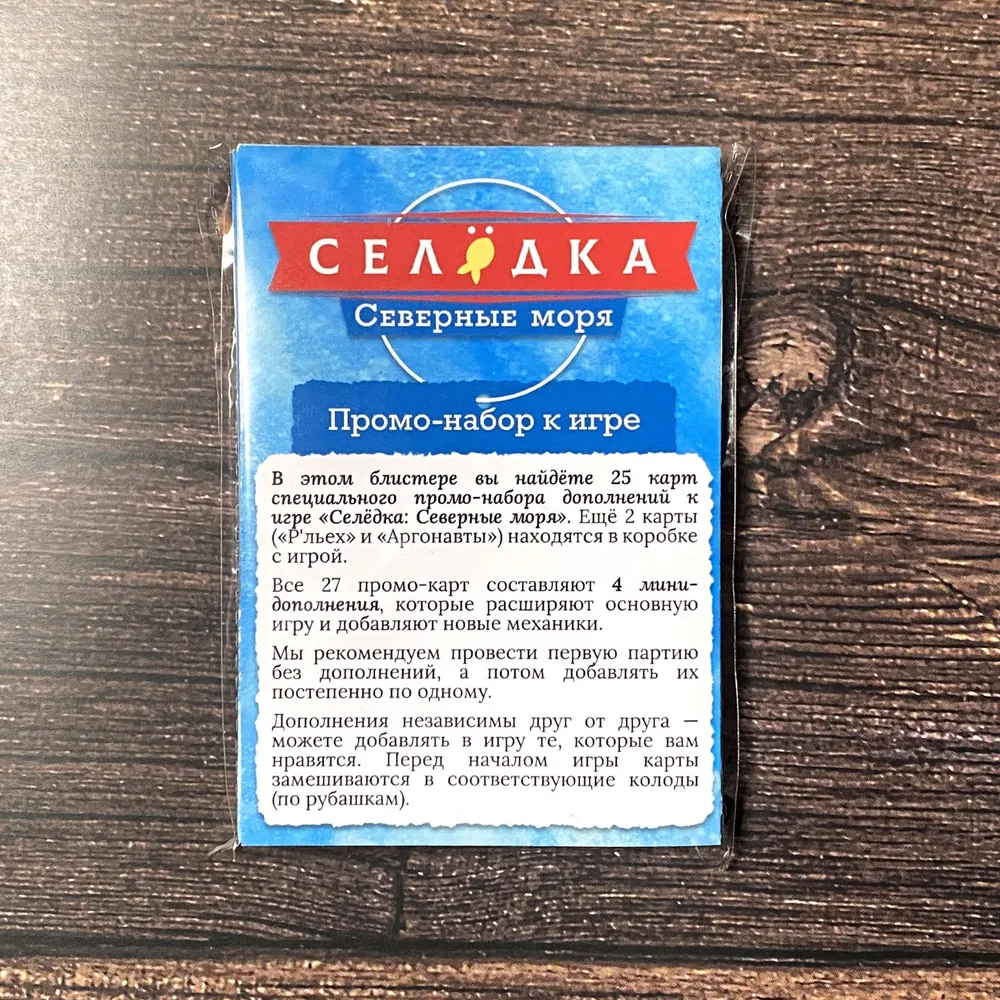 СЕЛЁДКА
Северные моря
Промо-набор к игре
В этом блистере вы найдёте 25 карт
специального промо-набора дополнений к
игре «Селёдка: Северные моря». Ещё 2 карты
(«Р'льех» и «Аргонавты») находятся в коробке
с игрой.
Все 27 промо-карт составляют 4 мини-
дополнения, которые расширяют основную
игру и добавляют новые механики.
Мы рекомендуем провести первую партию
без дополнений, а потом добавлять их
постепенно по одному.
Дополнения независимы друг от друга —
можете добавлять в игру те, которые вам
нравятся. Перед началом игры карты
замешиваются в соответствующие колоды
(по рубашкам).